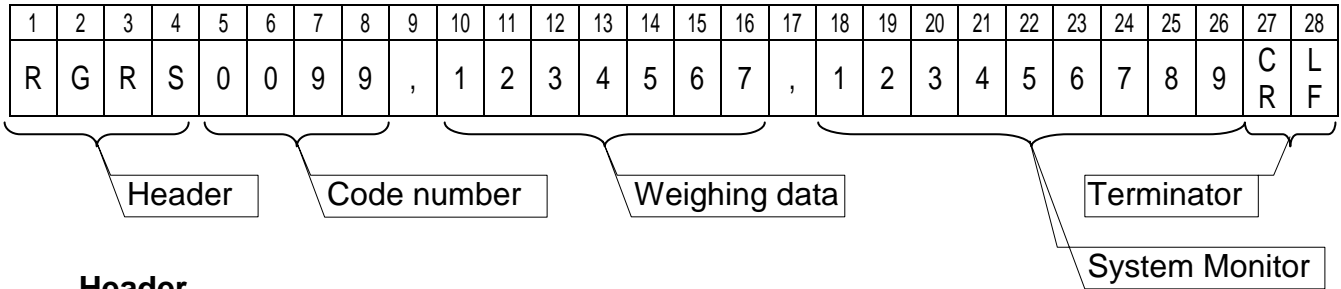 1 2 3 4 5 6 7 8 9 10 11 12 13 14 15 16 17 18 19 20 21 22 23 24 25 26 27 28
R G R S 0 0 9 9 , 1 2 3 4 5 6 7 , 1 2 3 4 5 6 7 8 9 CR LF
Header Code number Weighing data Terminator
System Monitor
Header